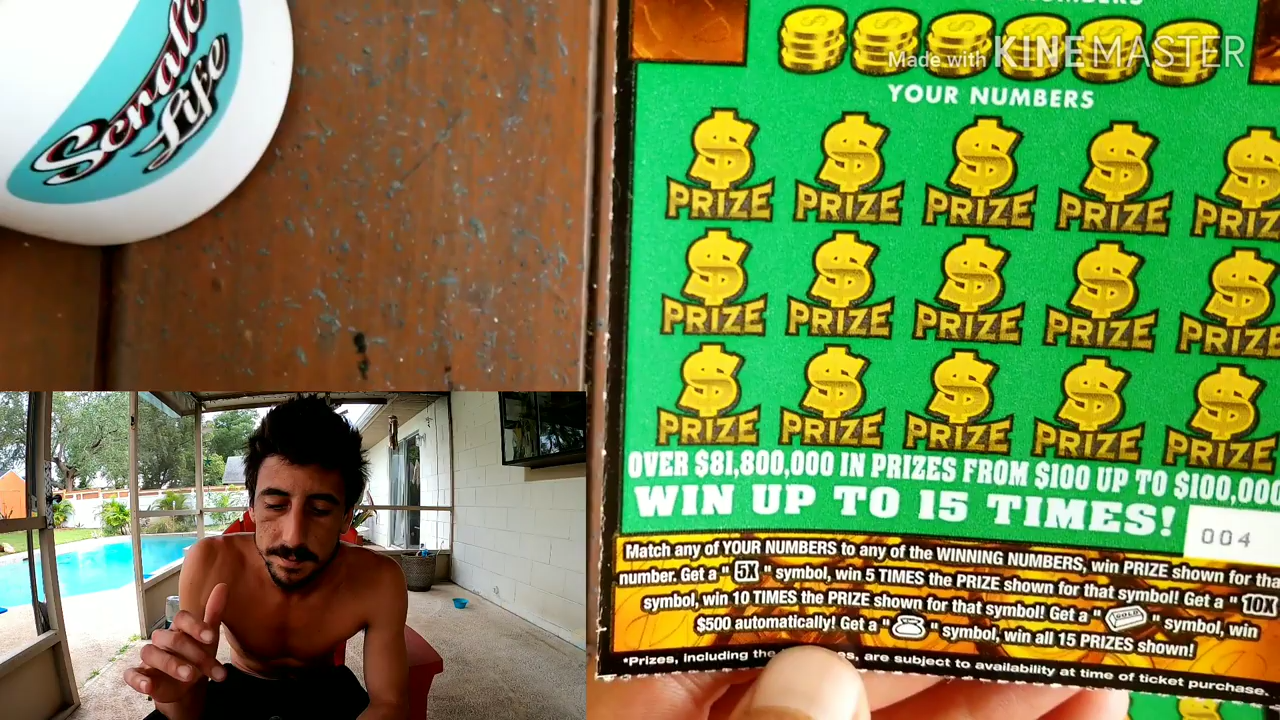 Scratch
Life
NUMBERS
Made with KINEMASTER
YOUR NUMBERS
PRIZE PRIZE PRIZE PRIZE PRIZE
PRIZE PRIZE PRIZE PRIZE PRIZE
PRIZE PRIZE PRIZE PRIZE PRIZE
OVER $81,800,000 IN PRIZES FROM $100 UP TO $100,000
WIN UP TO 15 TIMES!
004
Match any of YOUR NUMBERS to any of the WINNING NUMBERS, win PRIZE shown for tha
number. Get a " 5X " symbol, win 5 TIMES the PRIZE shown for that symbol! Get a " 10X
symbol, win 10 TIMES the PRIZE shown for that symbol! Get a " GOLD " symbol, win
$500 automatically! Get a " " symbol, win all 15 PRIZES shown!
*Prizes, including the es, are subject to availability at time of ticket purchase.